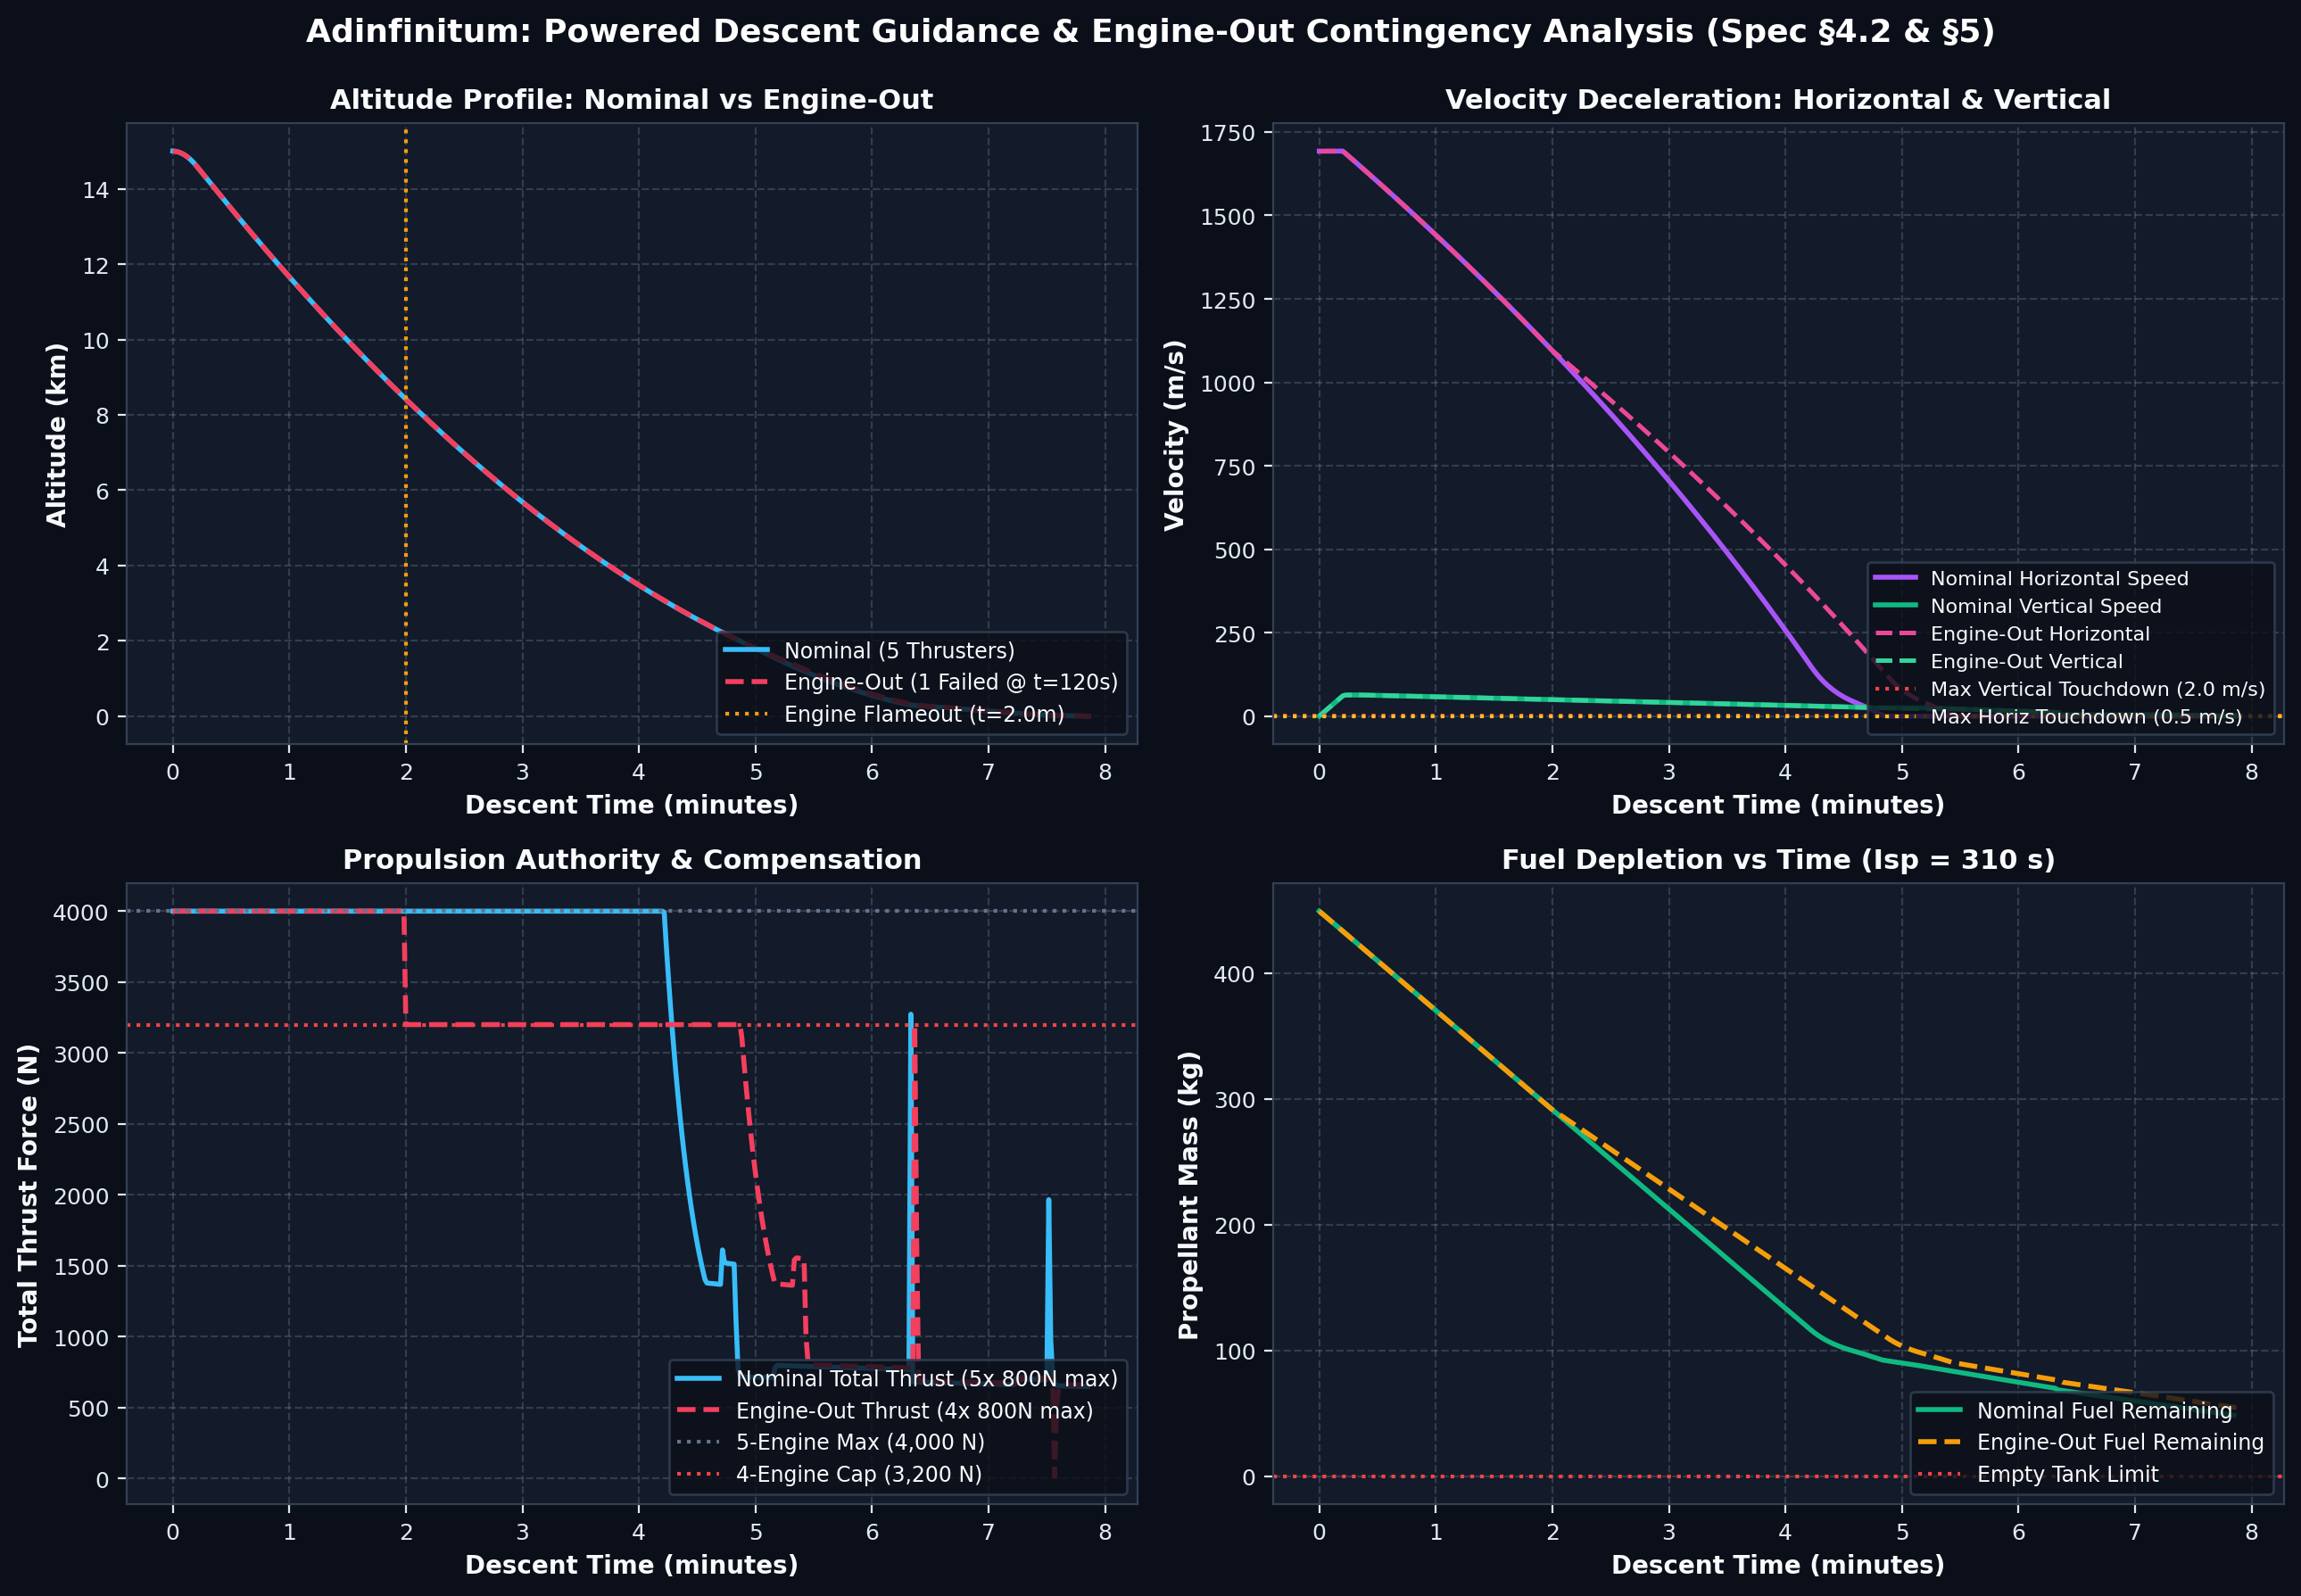 Adinfinitum: Powered Descent Guidance & Engine-Out Contingency Analysis (Spec §4.2 & §5)
Altitude Profile: Nominal vs Engine-Out
Altitude (km)
14
12
10
8
6
4
2
0
Nominal (5 Thrusters)
Engine-Out (1 Failed @ t=120s)
Engine Flameout (t=2.0m)
0 1 2 3 4 5 6 7 8
Descent Time (minutes)
Velocity Deceleration: Horizontal & Vertical
Velocity (m/s)
1750
1500
1250
1000
750
500
250
0
Nominal Horizontal Speed
Nominal Vertical Speed
Engine-Out Horizontal
Engine-Out Vertical
Max Vertical Touchdown (2.0 m/s)
Max Horiz Touchdown (0.5 m/s)
0 1 2 3 4 5 6 7 8
Descent Time (minutes)
Propulsion Authority & Compensation
Total Thrust Force (N)
4000
3500
3000
2500
2000
1500
1000
500
0
Nominal Total Thrust (5x 800N max)
Engine-Out Thrust (4x 800N max)
5-Engine Max (4,000 N)
4-Engine Cap (3,200 N)
0 1 2 3 4 5 6 7 8
Descent Time (minutes)
Fuel Depletion vs Time (Isp = 310 s)
Propellant Mass (kg)
400
300
200
100
0
Nominal Fuel Remaining
Engine-Out Fuel Remaining
Empty Tank Limit
0 1 2 3 4 5 6 7 8
Descent Time (minutes)